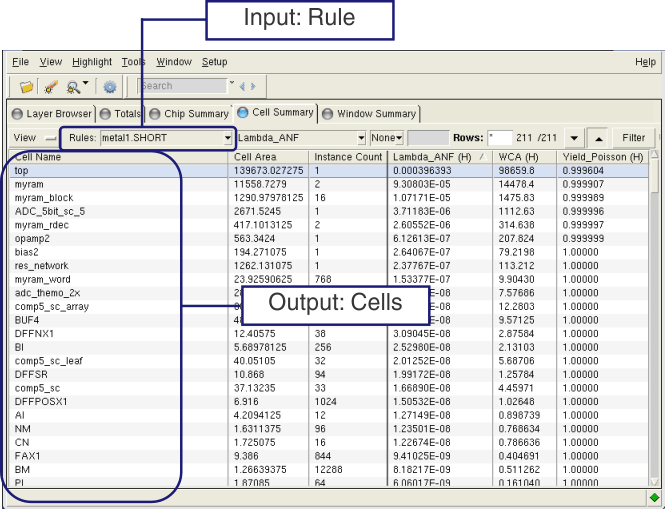 Input: Rule
File View Highlight Tools Window Setup Help
Search
Layer Browser Totals Chip Summary Cell Summary Window Summary
View Rules: metal1.SHORT Lambda_ANF None Rows: * 211 /211 Filter
Cell Name Cell Area Instance Count Lambda_ANF (H) WCA (H) Yield_Poisson (H)
top 139673.027275 1 0.000396393 98659.8 0.999604
myram 11558.7279 2 9.30803E-05 14478.4 0.999907
myram_block 1290.97978125 16 1.07171E-05 1475.83 0.999989
ADC_5bit_sc_5 2671.5245 1 3.71183E-06 1112.63 0.999996
myram_rdec 417.1013125 2 2.60552E-06 314.638 0.999997
opamp2 563.3424 1 6.12613E-07 207.824 0.999999
bias2 194.271075 1 2.64067E-07 79.2198 1.00000
res_network 1262.131075 1 2.37767E-07 113.212 1.00000
myram_word 23.92590625 768 1.53377E-07 9.90430 1.00000
adc_themo_2x E-08 7.57686 1.00000
Output: Cells
comp5_sc_array E-08 12.2803 1.00000
BUF4 E-08 9.57125 1.00000
DFFNX1 12.40575 38 3.09045E-08 2.87584 1.00000
BI 5.68978125 256 2.52980E-08 2.13103 1.00000
comp5_sc_leaf 40.05105 32 2.01252E-08 5.68706 1.00000
DFFSR 10.868 94 1.99172E-08 1.25784 1.00000
comp5_sc 37.13235 33 1.66890E-08 4.45971 1.00000
DFFPOSX1 6.916 1024 1.50532E-08 1.02648 1.00000
AI 4.2094125 12 1.27149E-08 0.898739 1.00000
NM 1.6311375 96 1.23501E-08 0.768634 1.00000
CN 1.725075 16 1.22674E-08 0.786636 1.00000
FAX1 9.386 844 9.41025E-09 0.404691 1.00000
BM 1.26639375 12288 8.18217E-09 0.511262 1.00000
PI 1.87085 64 6.06017E-09 0.161040 1.00000